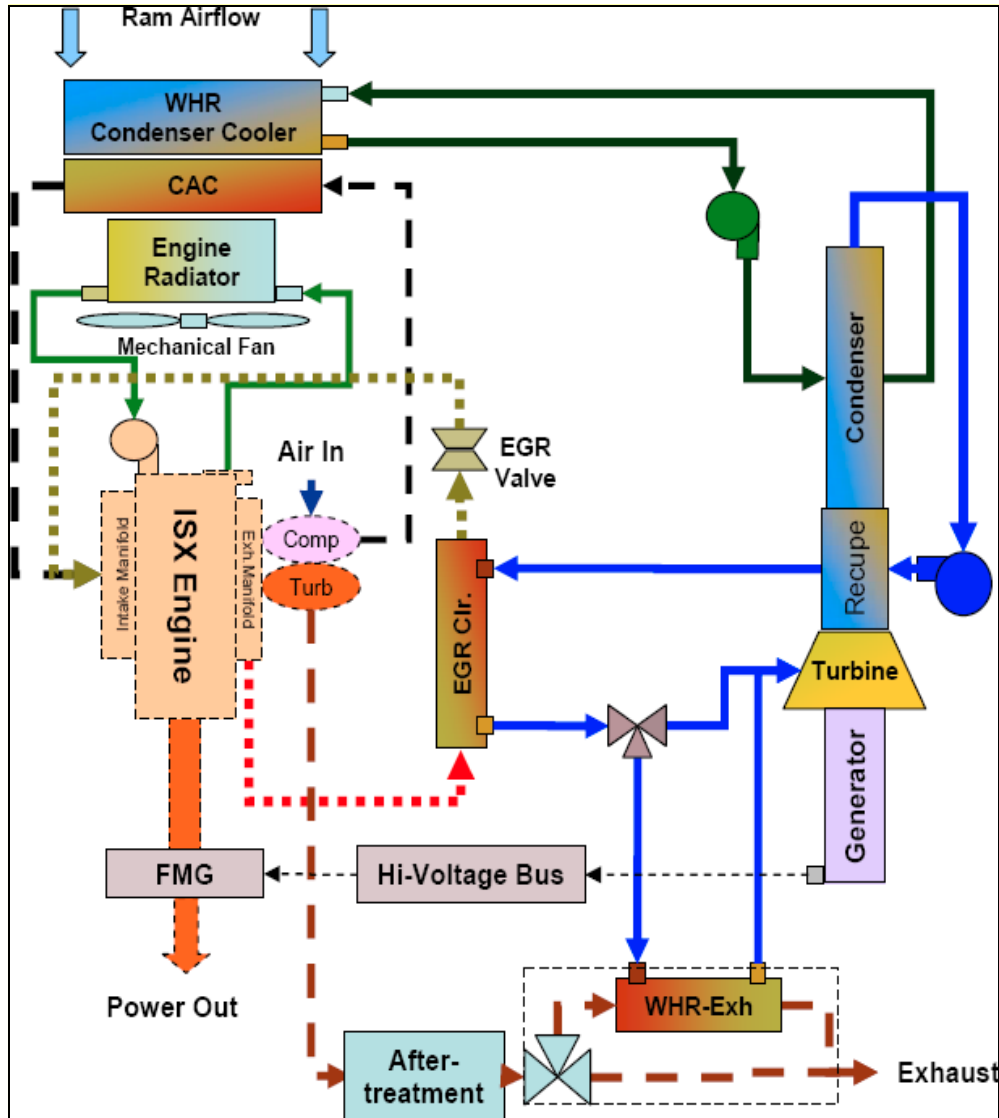 Ram Airflow
WHR
Condenser Cooler
CAC
Engine
Radiator
Mechanical Fan
Air In
EGR
Valve
Comp
Turb
Intake Manifold
ISX Engine
Exh Manifold
EGR Clr.
Condenser
Recupe
Turbine
Generator
FMG
Hi-Voltage Bus
Power Out
WHR-Exh
After-
treatment
Exhaust